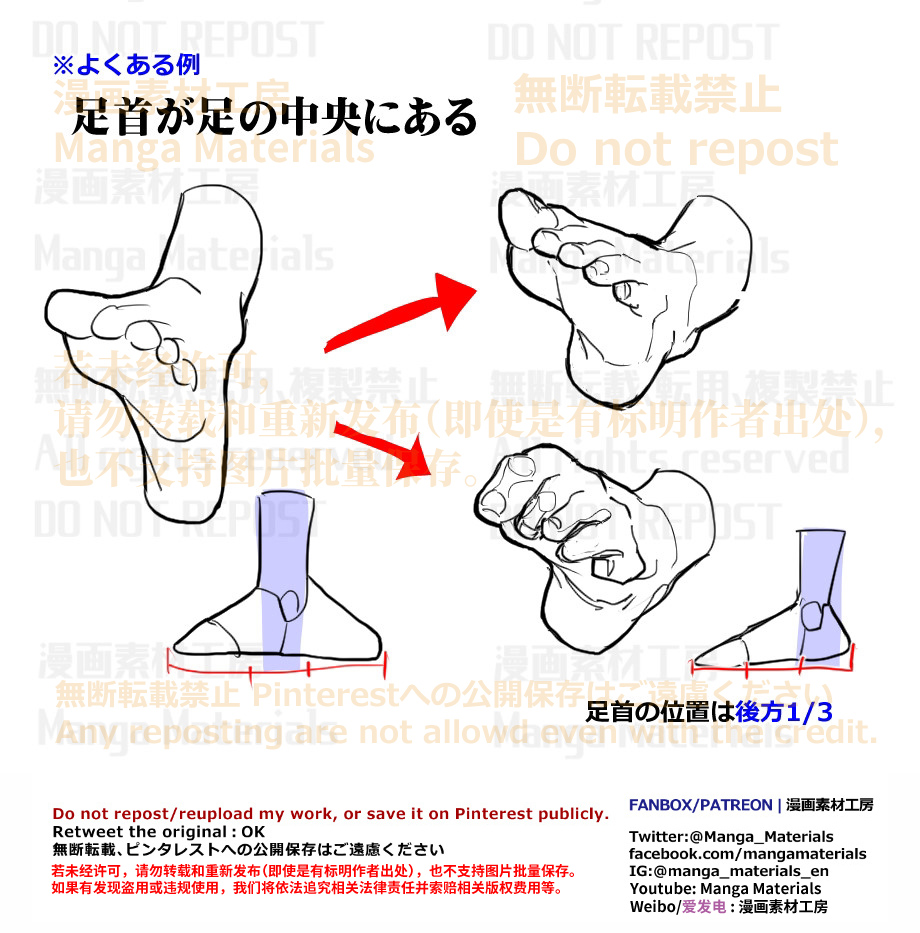 DO NOT REPOST
DO NOT REPOST
※よくある例
漫画素材工房
無断転載禁止
足首が足の中央にある
Manga Materials
Do not repost
漫画素材工房
漫画素材工房
Manga Materials
Manga Materials
若未经许可，
無断転載、転用、複製禁止
無断転載、転用、複製禁止
请勿转载和重新发布（即使是有标明作者出处），
All rights reserved
All rights reserved
也不支持图片批量保存。
DO NOT REPOST
DO NOT REPOST
漫画素材工房
漫画素材工房
無断転載禁止 Pinterestへの公開保存はご遠慮ください
足首の位置は後方1/3
Manga Materials
Manga Materials
Any reposting are not allowd even with the credit.
Do not repost/reupload my work, or save it on Pinterest publicly.
Retweet the original : OK
無断転載、ピンタレストへの公開保存はご遠慮ください
若未经许可，请勿转载和重新发布（即使是有标明作者出处），也不支持图片批量保存。
如果有发现盗用或违规使用，我们将依法追究相关法律责任并索赔相关版权费用等。
FANBOX/PATREON | 漫画素材工房
Twitter:@Manga_Materials
facebook.com/mangamaterials
IG:@manga_materials_en
Youtube: Manga Materials
Weibo/爱发电 : 漫画素材工房